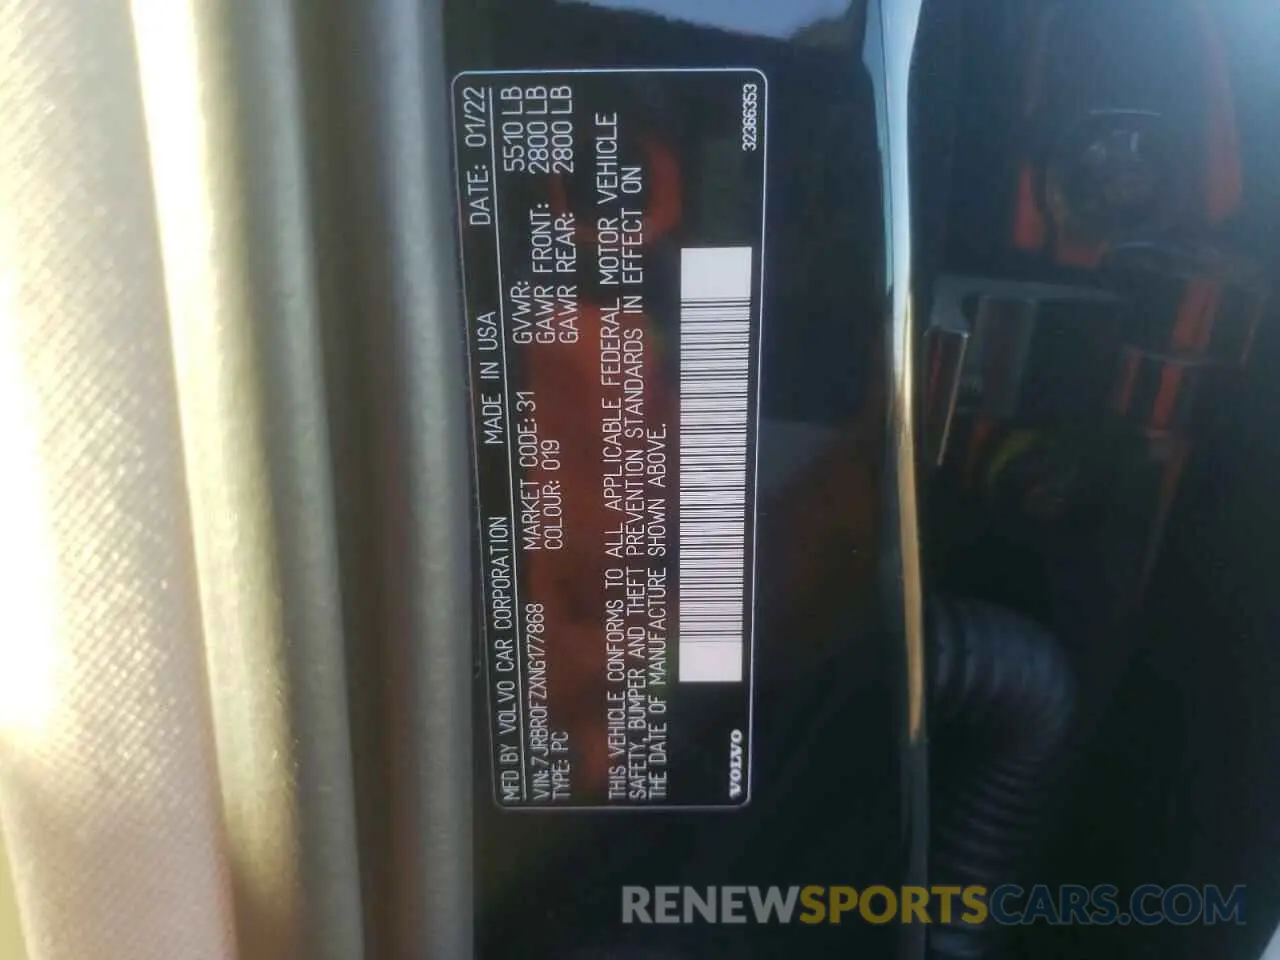 MFD BY VOLVO CAR CORPORATION MADE IN USA DATE: 01/22
VIN: 7JRBR0FZXNG177868 MARKET CODE: 31 GVWR: 5510 LB
TYPE: PC COLOUR: 019 GAWR FRONT: 2800 LB
GAWR REAR: 2800 LB
THIS VEHICLE CONFORMS TO ALL APPLICABLE FEDERAL MOTOR VEHICLE
SAFETY, BUMPER AND THEFT PREVENTION STANDARDS IN EFFECT ON
THE DATE OF MANUFACTURE SHOWN ABOVE.
VOLVO 32366353
RENEWSPORTSCARS.COM